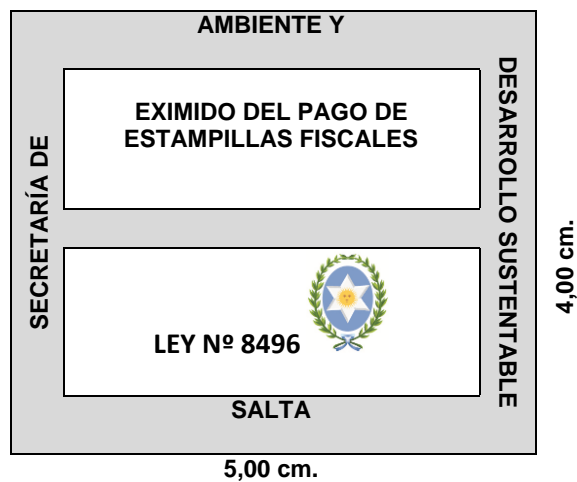 AMBIENTE Y
SECRETARÍA DE
EXIMIDO DEL PAGO DE
ESTAMPILLAS FISCALES
DESARROLLO SUSTENTABLE
LEY Nº 8496
SALTA
4,00 cm.
5,00 cm.